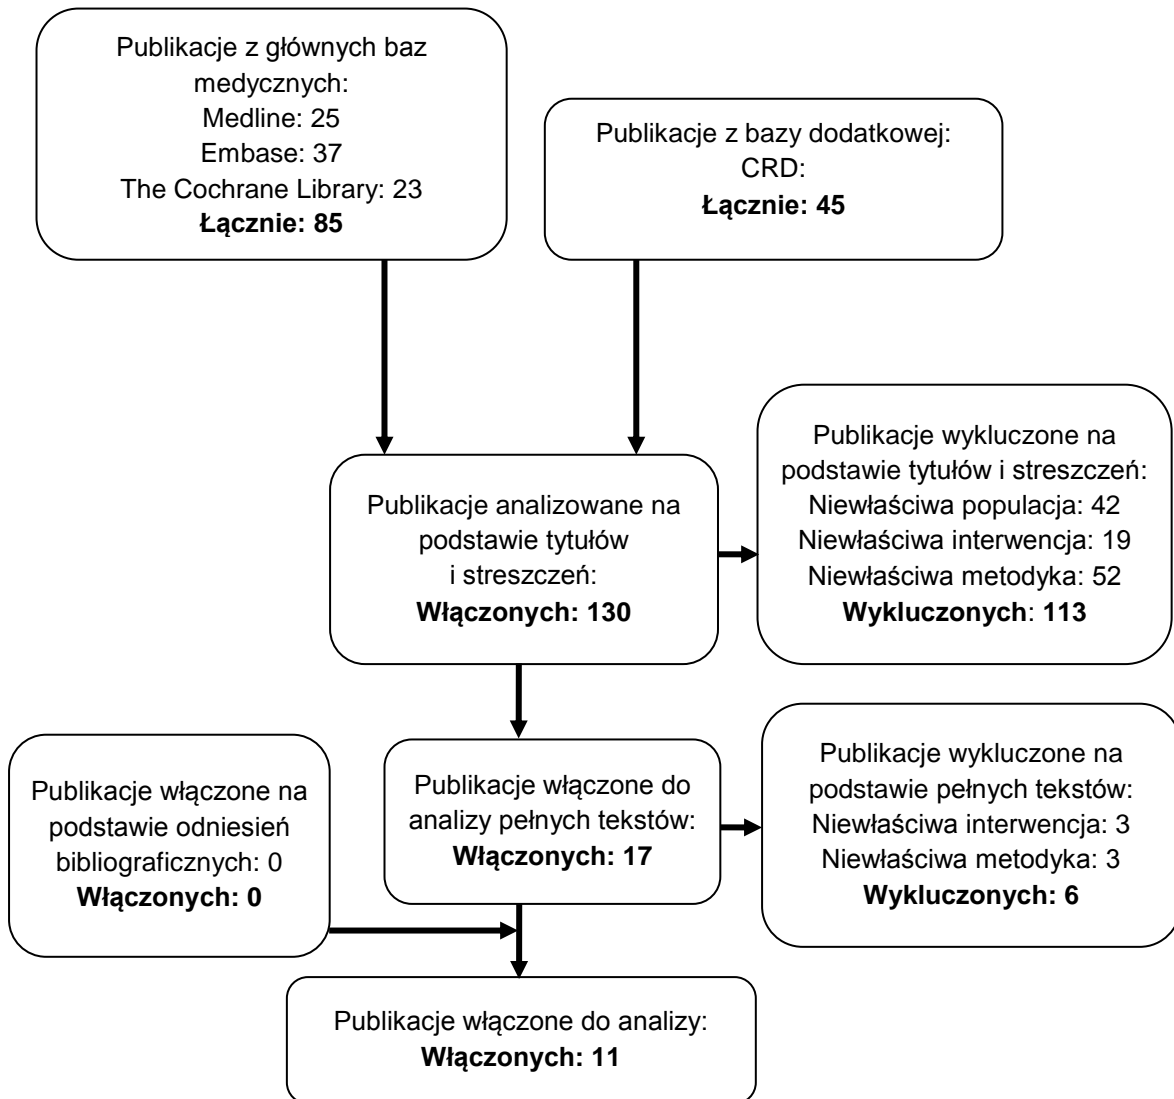 Publikacje z głównych baz
medycznych:
Medline: 25
Embase: 37
The Cochrane Library: 23
Łącznie: 85
Publikacje z bazy dodatkowej:
CRD:
Łącznie: 45
Publikacje analizowane na
podstawie tytułów
i streszczeń:
Włączonych: 130
Publikacje wykluczone na
podstawie tytułów i streszczeń:
Niewłaściwa populacja: 42
Niewłaściwa interwencja: 19
Niewłaściwa metodyka: 52
Wykluczonych: 113
Publikacje włączone na
podstawie odniesień
bibliograficznych: 0
Włączonych: 0
Publikacje włączone do
analizy pełnych tekstów:
Włączonych: 17
Publikacje wykluczone na
podstawie pełnych tekstów:
Niewłaściwa interwencja: 3
Niewłaściwa metodyka: 3
Wykluczonych: 6
Publikacje włączone do analizy:
Włączonych: 11